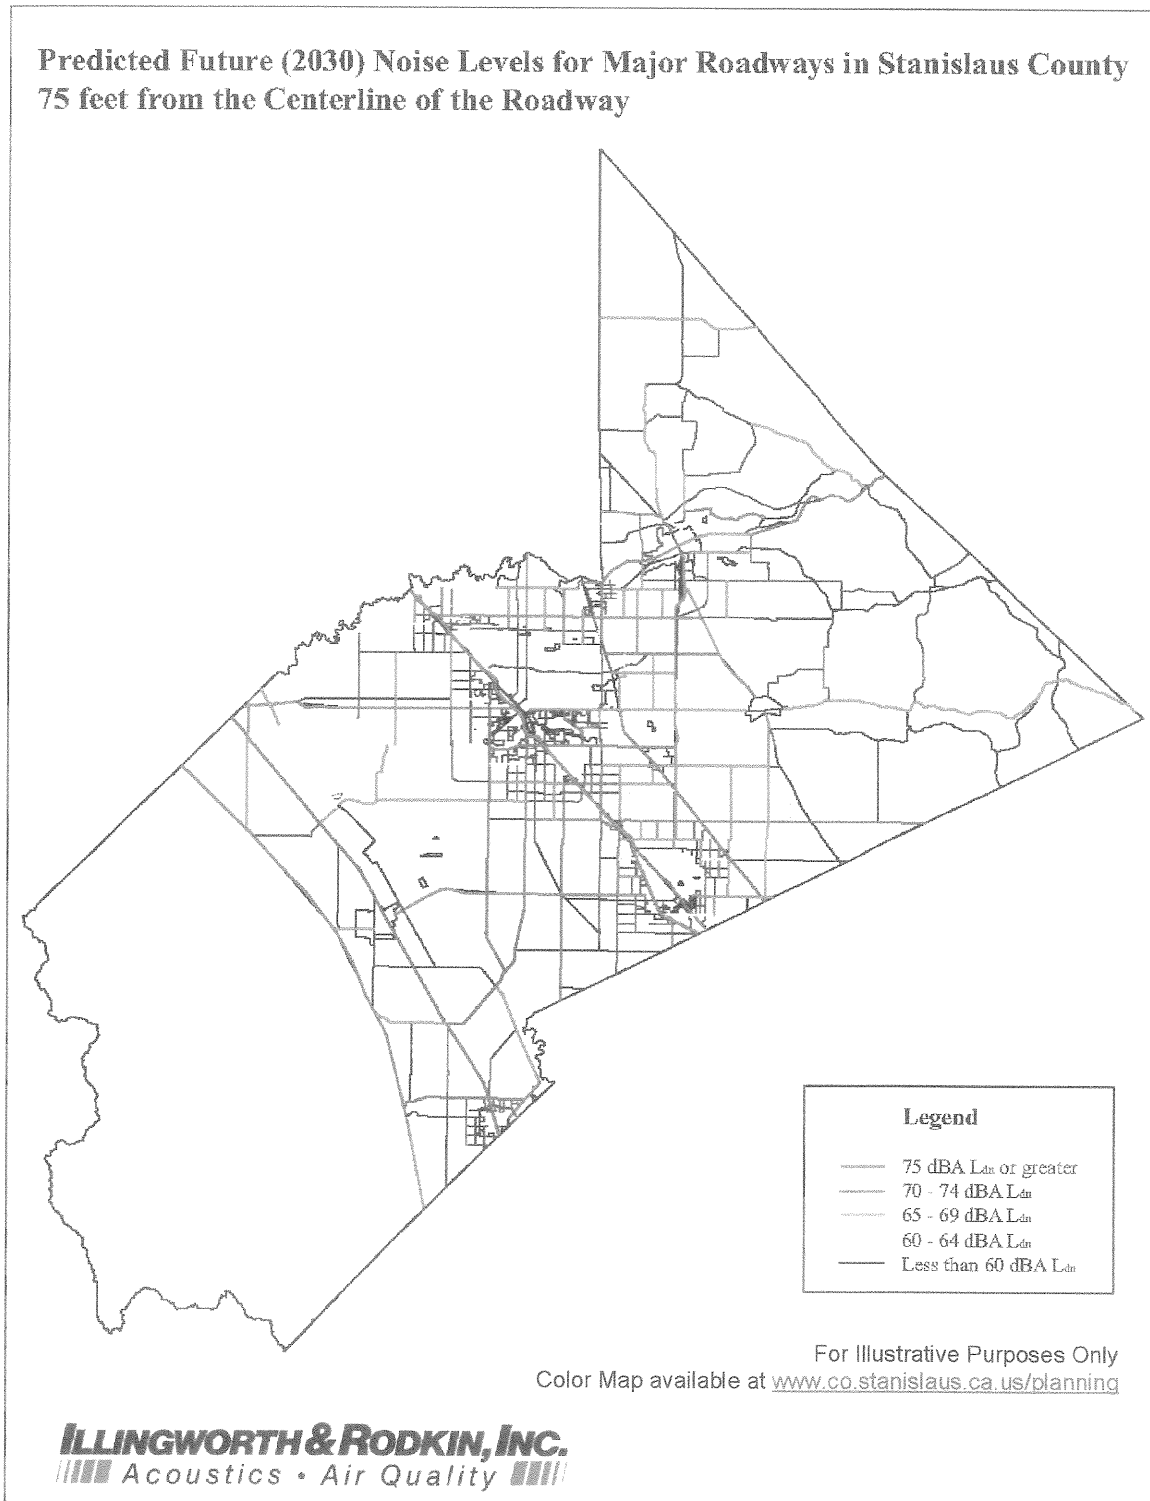 Predicted Future (2030) Noise Levels for Major Roadways in Stanislaus County
75 feet from the Centerline of the Roadway
Legend
75 dBA Ldn or greater
70 - 74 dBA Ldn
65 - 69 dBA Ldn
60 - 64 dBA Ldn
Less than 60 dBA Ldn
For Illustrative Purposes Only
Color Map available at www.co.stanislaus.ca.us/planning
ILLINGWORTH & RODKIN, INC.
Acoustics • Air Quality